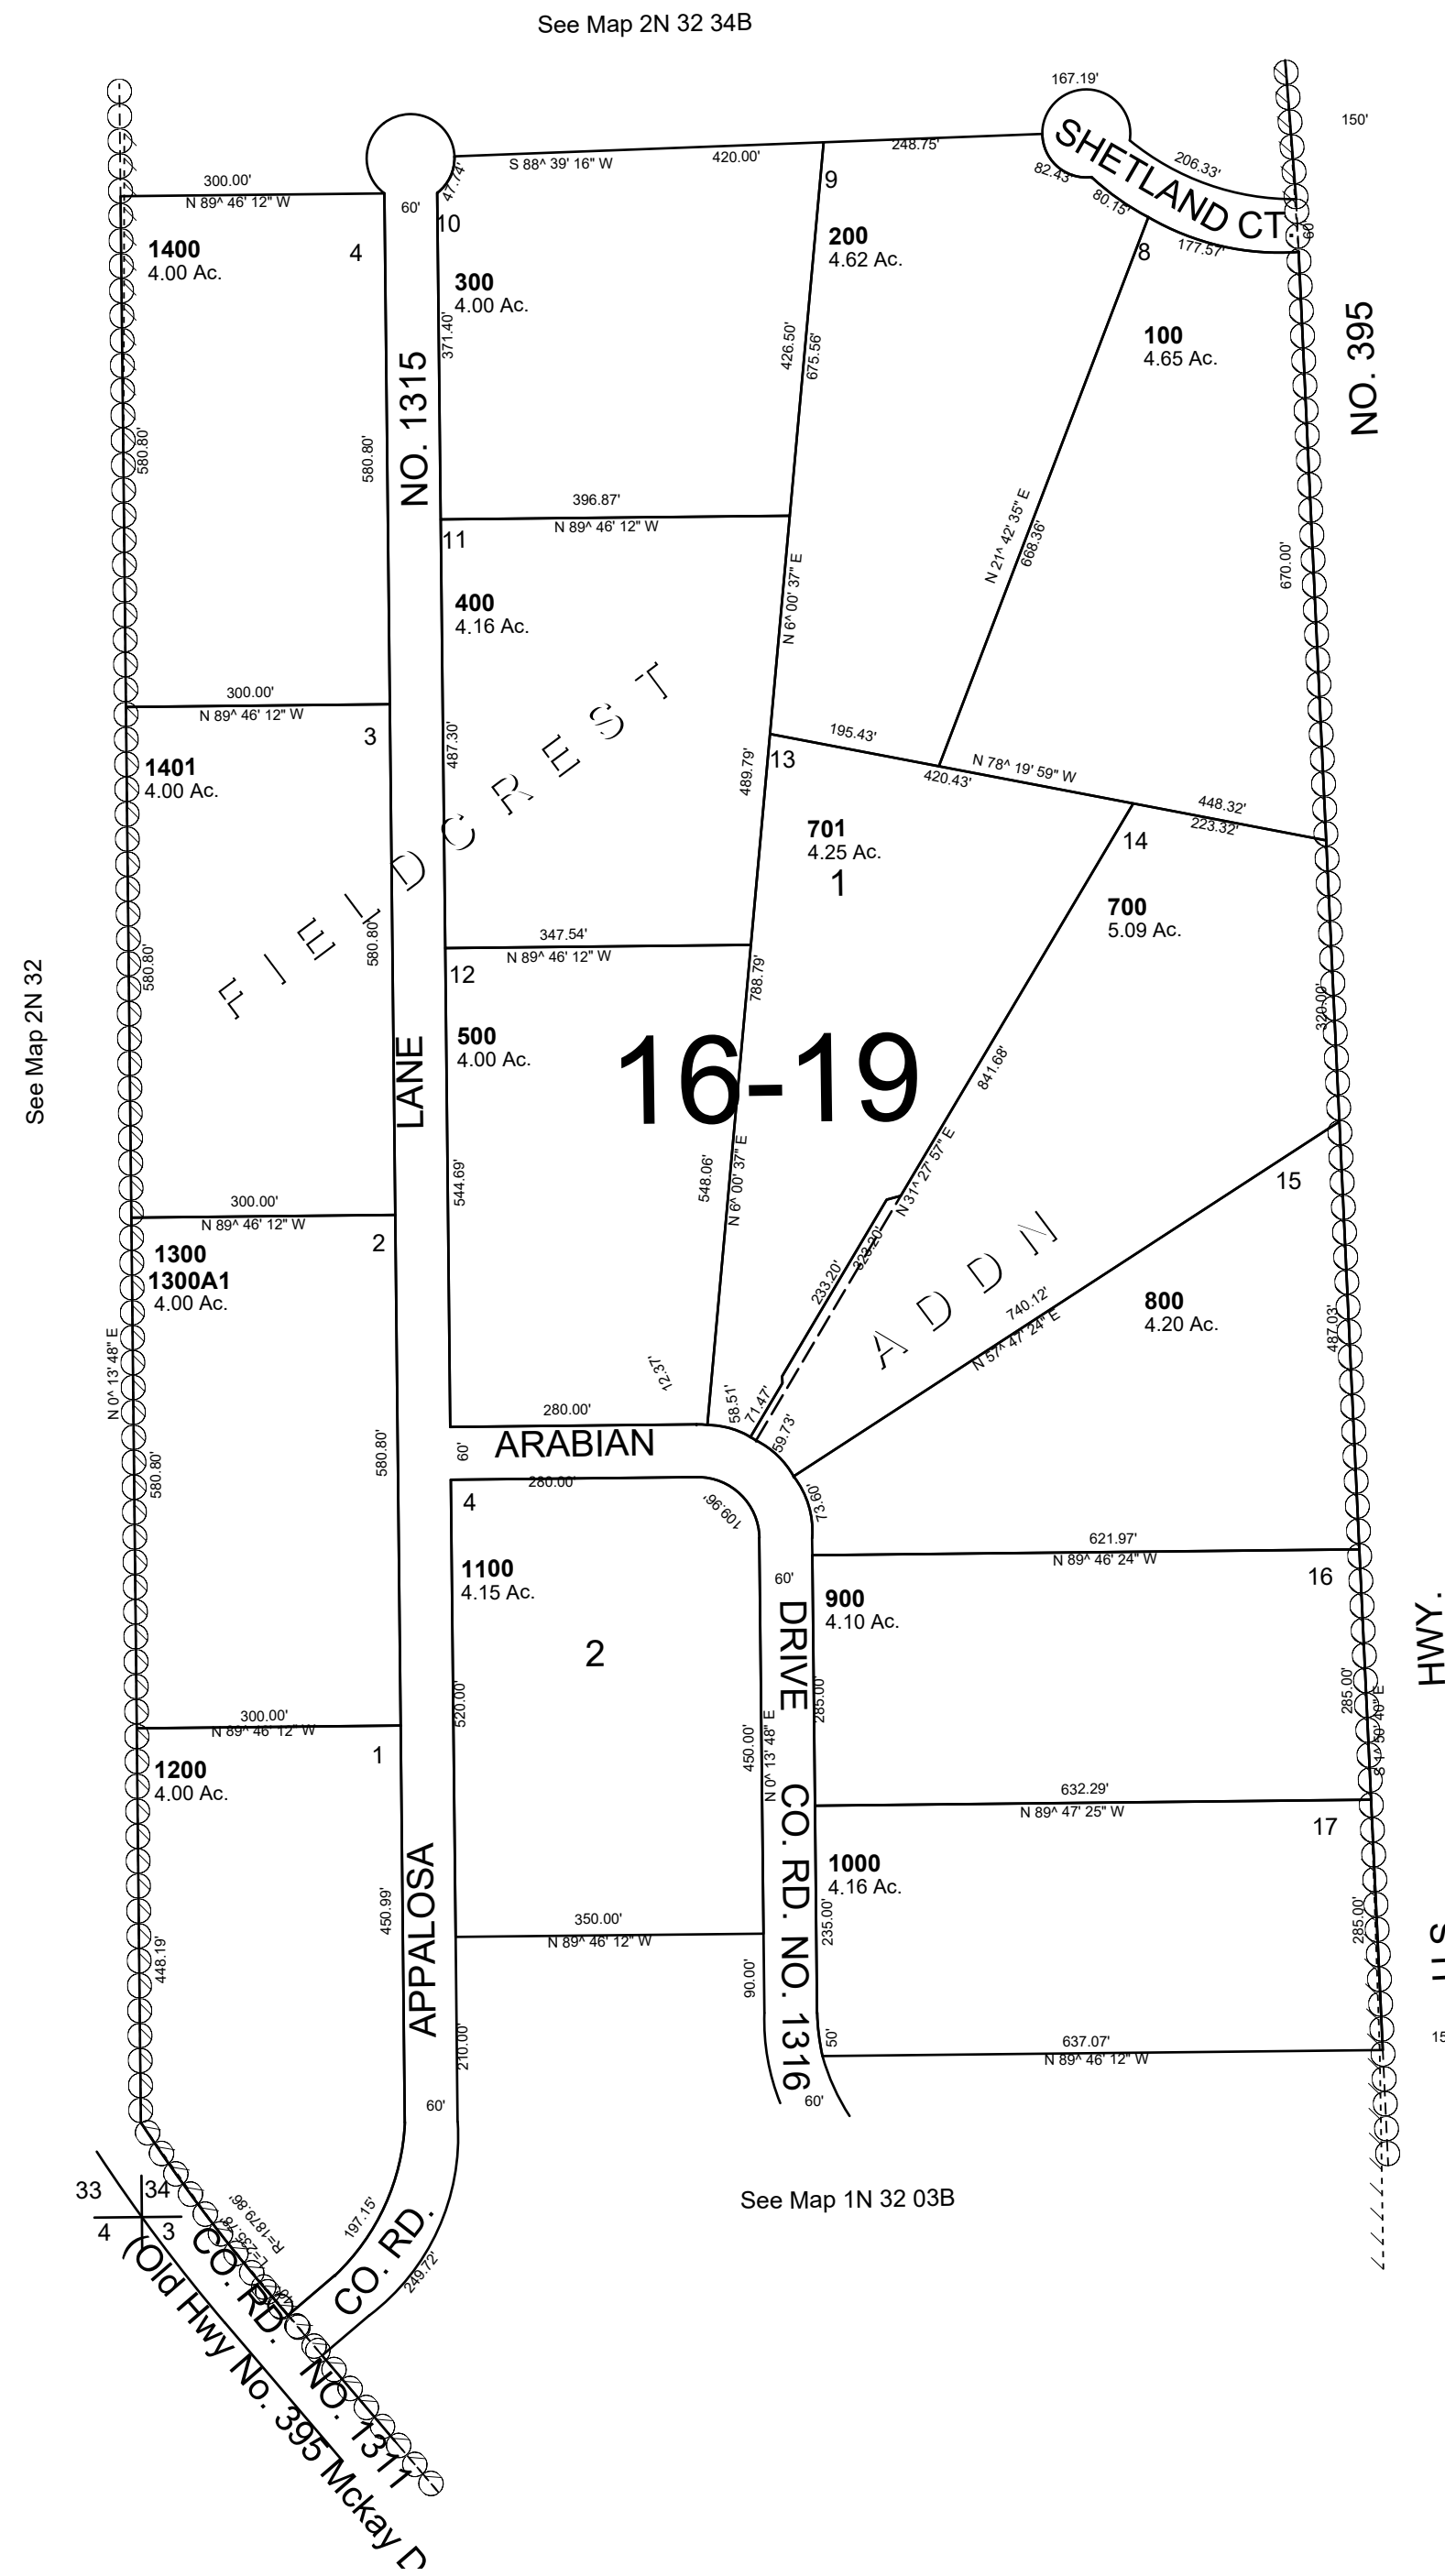 See Map 2N 32 34B
167.19'
150'
SHETLAND CT.
206.33'
82.43'
80.15'
177.57'
60'
248.75'
420.00'
S 88^ 39' 16" W
47.74'
300.00'
N 89^ 46' 12" W
60'
10
9
8
4
1400
4.00 Ac.
300
4.00 Ac.
200
4.62 Ac.
100
4.65 Ac.
NO. 395
371.40'
426.50'
675.56'
NO. 1315
580.80'
580.80'
396.87'
N 89^ 46' 12" W
11
N 21^ 42' 35" E
668.36'
670.00'
400
4.16 Ac.
N 6^ 00' 37" E
300.00'
N 89^ 46' 12" W
3
1401
4.00 Ac.
487.30'
489.79'
13
195.43'
N 78^ 19' 59" W
420.43'
448.32'
223.32'
FIELDCREST
701
4.25 Ac.
1
14
700
5.09 Ac.
See Map 2N 32
580.80'
580.80'
347.54'
N 89^ 46' 12" W
12
788.79'
320.00'
500
4.00 Ac.
16-19
LANE
841.68'
544.69'
548.06'
N 6^ 00' 37" E
N 31^ 27' 57" E
15
300.00'
N 89^ 46' 12" W
2
1300
1300A1
4.00 Ac.
233.20'
323.20'
ADDN
740.12'
N 57^ 47' 24" E
800
4.20 Ac.
487.03'
N 0^ 13' 48" E
12.37'
58.51'
71.47'
59.73'
280.00'
60'
ARABIAN
280.00'
580.80'
580.80'
4
109.96'
73.60'
621.97'
N 89^ 46' 24" W
16
1100
4.15 Ac.
60'
900
4.10 Ac.
HWY.
2
DRIVE
285.00'
285.00'
S 1^ 50' 40" E
520.00'
450.00'
N 0^ 13' 48" E
300.00'
N 89^ 46' 12" W
1
1200
4.00 Ac.
632.29'
N 89^ 47' 25" W
17
CO. RD. NO. 1316
1000
4.16 Ac.
APPALOSA
450.99'
448.19'
350.00'
N 89^ 46' 12" W
235.00'
285.00'
90.00'
50'
210.00'
637.07'
N 89^ 46' 12" W
60'
60'
See Map 1N 32 03B
33
34
4
3
R=1879.86'
L=235.78'
197.15'
249.72'
CO. RD.
CO. RD. NO. 1311
(Old Hwy No. 395 Mckay